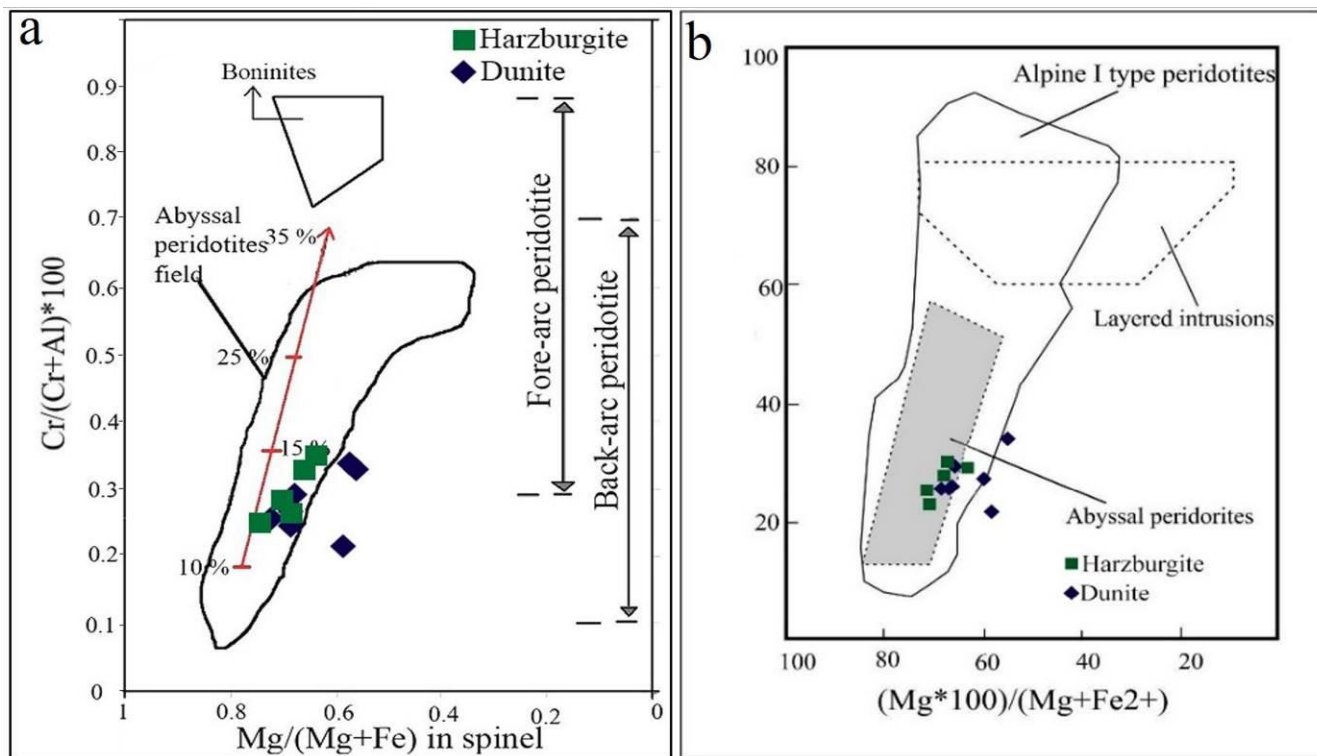 a
Harzburgite
Dunite
Boninites
0.9
0.8
0.7
0.6
0.5
0.4
0.3
0.2
0.1
0
Cr/(Cr+Al)*100
Abyssal
peridotites
field
35 %
25 %
15 %
10 %
Fore-arc peridotite
Back-arc peridotite
1
0.8
0.6
0.4
0.2
0
Mg/(Mg+Fe) in spinel
b
100
80
60
40
20
Alpine I type peridotites
Layered intrusions
Abyssal peridorites
Harzburgite
Dunite
100
80
60
40
20
(Mg*100)/(Mg+Fe2+)